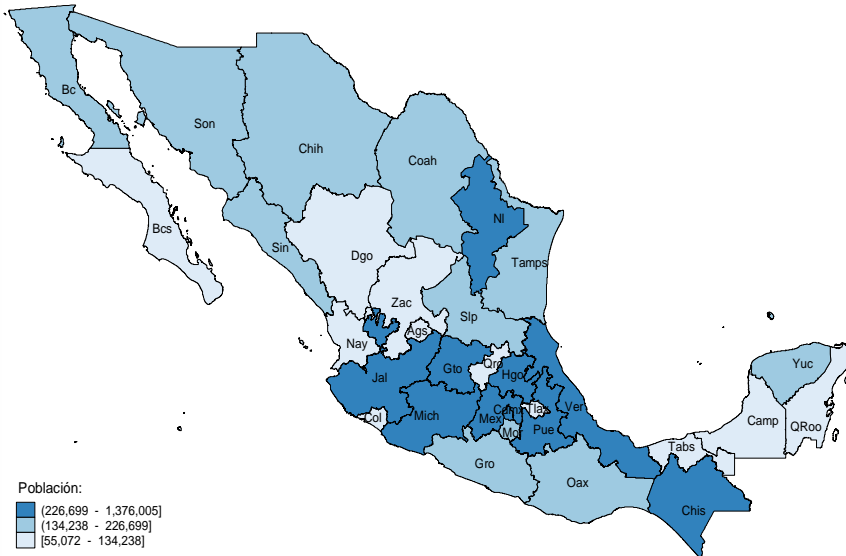 Bc
Son
Chih
Coah
Bcs
Nl
Sin
Dgo
Tamps
Zac
Slp
Nay
Ags
Qro
Yuc
Jal
Gto
Hgo
Col
Mich
Mex
Cdmx
Tlax
Ver
Camp
QRoo
Mor
Pue
Tabs
Gro
Oax
Chis
Población:
(226,699 - 1,376,005]
(134,238 - 226,699]
[55,072 - 134,238]